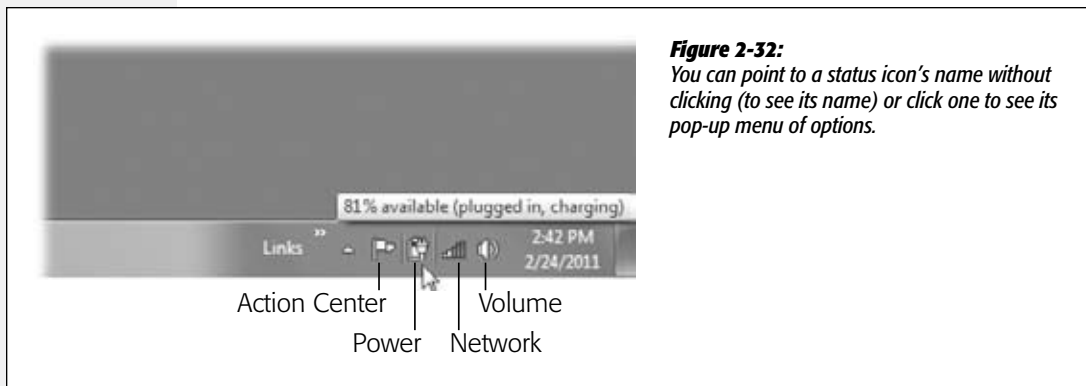 Figure 2-32:
You can point to a status icon’s name without
clicking (to see its name) or click one to see its
pop-up menu of options.
81% available (plugged in, charging)
Links »
2:42 PM
2/24/2011
Action Center
Volume
Power
Network